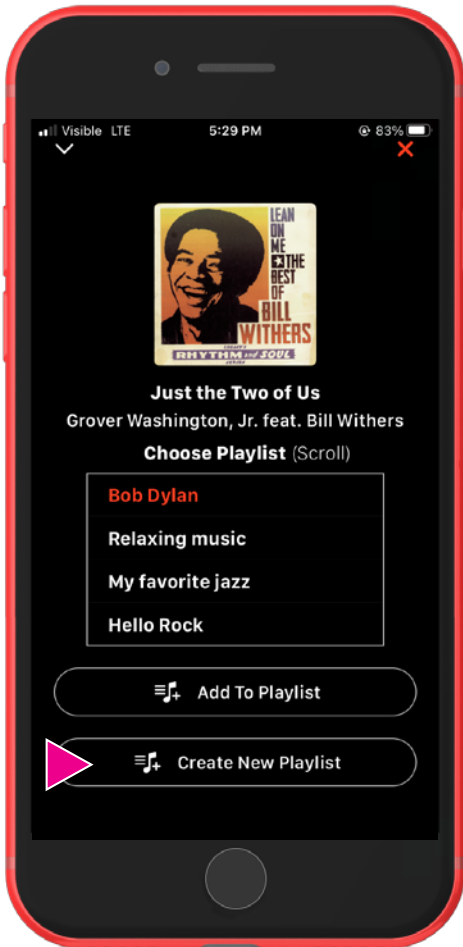 Visible LTE 5:29 PM 83%
LEAN
ON
ME
THE
BEST
OF
BILL
WITHERS
RHYTHM and SOUL
Just the Two of Us
Grover Washington, Jr. feat. Bill Withers
Choose Playlist (Scroll)
Bob Dylan
Relaxing music
My favorite jazz
Hello Rock
Add To Playlist
Create New Playlist